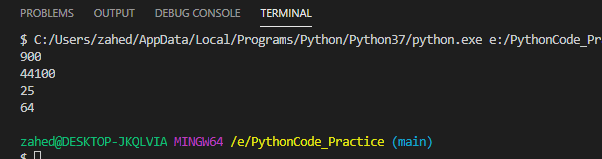 PROBLEMS OUTPUT DEBUG CONSOLE TERMINAL
$ C:/Users/zahed/AppData/Local/Programs/Python/Python37/python.exe e:/PythonCode_Pr
900
44100
25
64
zahed@DESKTOP-JKQLVIA MINGW64 /e/PythonCode_Practice (main)
$